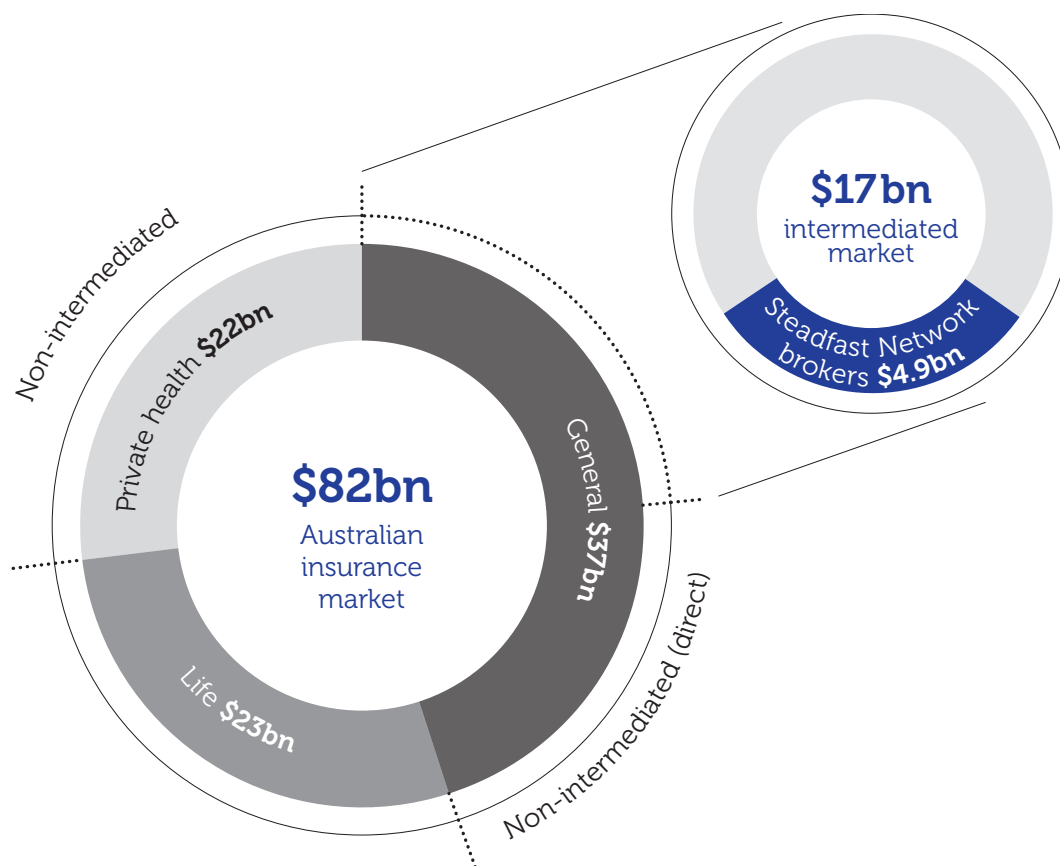 $17bn
intermediated
market
Steadfast Network
brokers $4.9bn
Non-intermediated
Private health $22bn
General $37bn
$82bn
Australian
insurance
market
Life $23bn
Non-intermediated (direct)